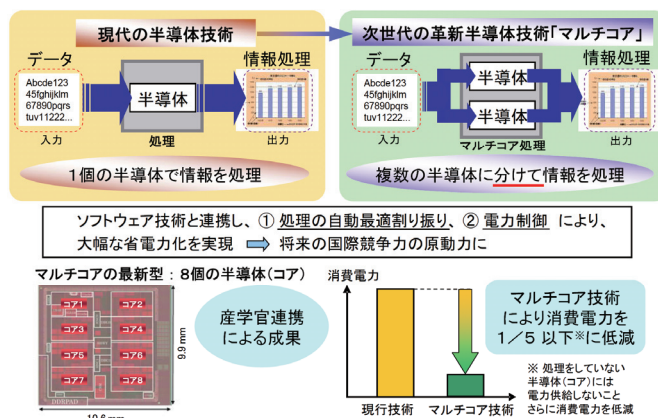 現代の半導体技術
次世代の革新半導体技術「マルチコア」
データ
情報処理
Abcde123
45fghijklm
67890pqrs
tuv11222...
半導体
入力
処理
出力
1個の半導体で情報を処理
データ
情報処理
Abcde123
45fghijklm
67890pqrs
tuv11222...
半導体
半導体
入力
マルチコア処理
出力
複数の半導体に分けて情報を処理
ソフトウェア技術と連携し、① 処理の自動最適割り振り、② 電力制御 により、
大幅な省電力化を実現 ⇒ 将来の国際競争力の原動力に
マルチコアの最新型：8個の半導体（コア）
コア1 コア2
コア3 コア4
コア5 コア6
コア7 コア8
DDRPAD
9.9 mm
産学官連携
による成果
消費電力
現行技術 マルチコア技術
マルチコア技術
により消費電力を
1／5 以下※に低減
※ 処理をしていない
半導体（コア）には
電力供給しないこと
さらに消費電力を低減